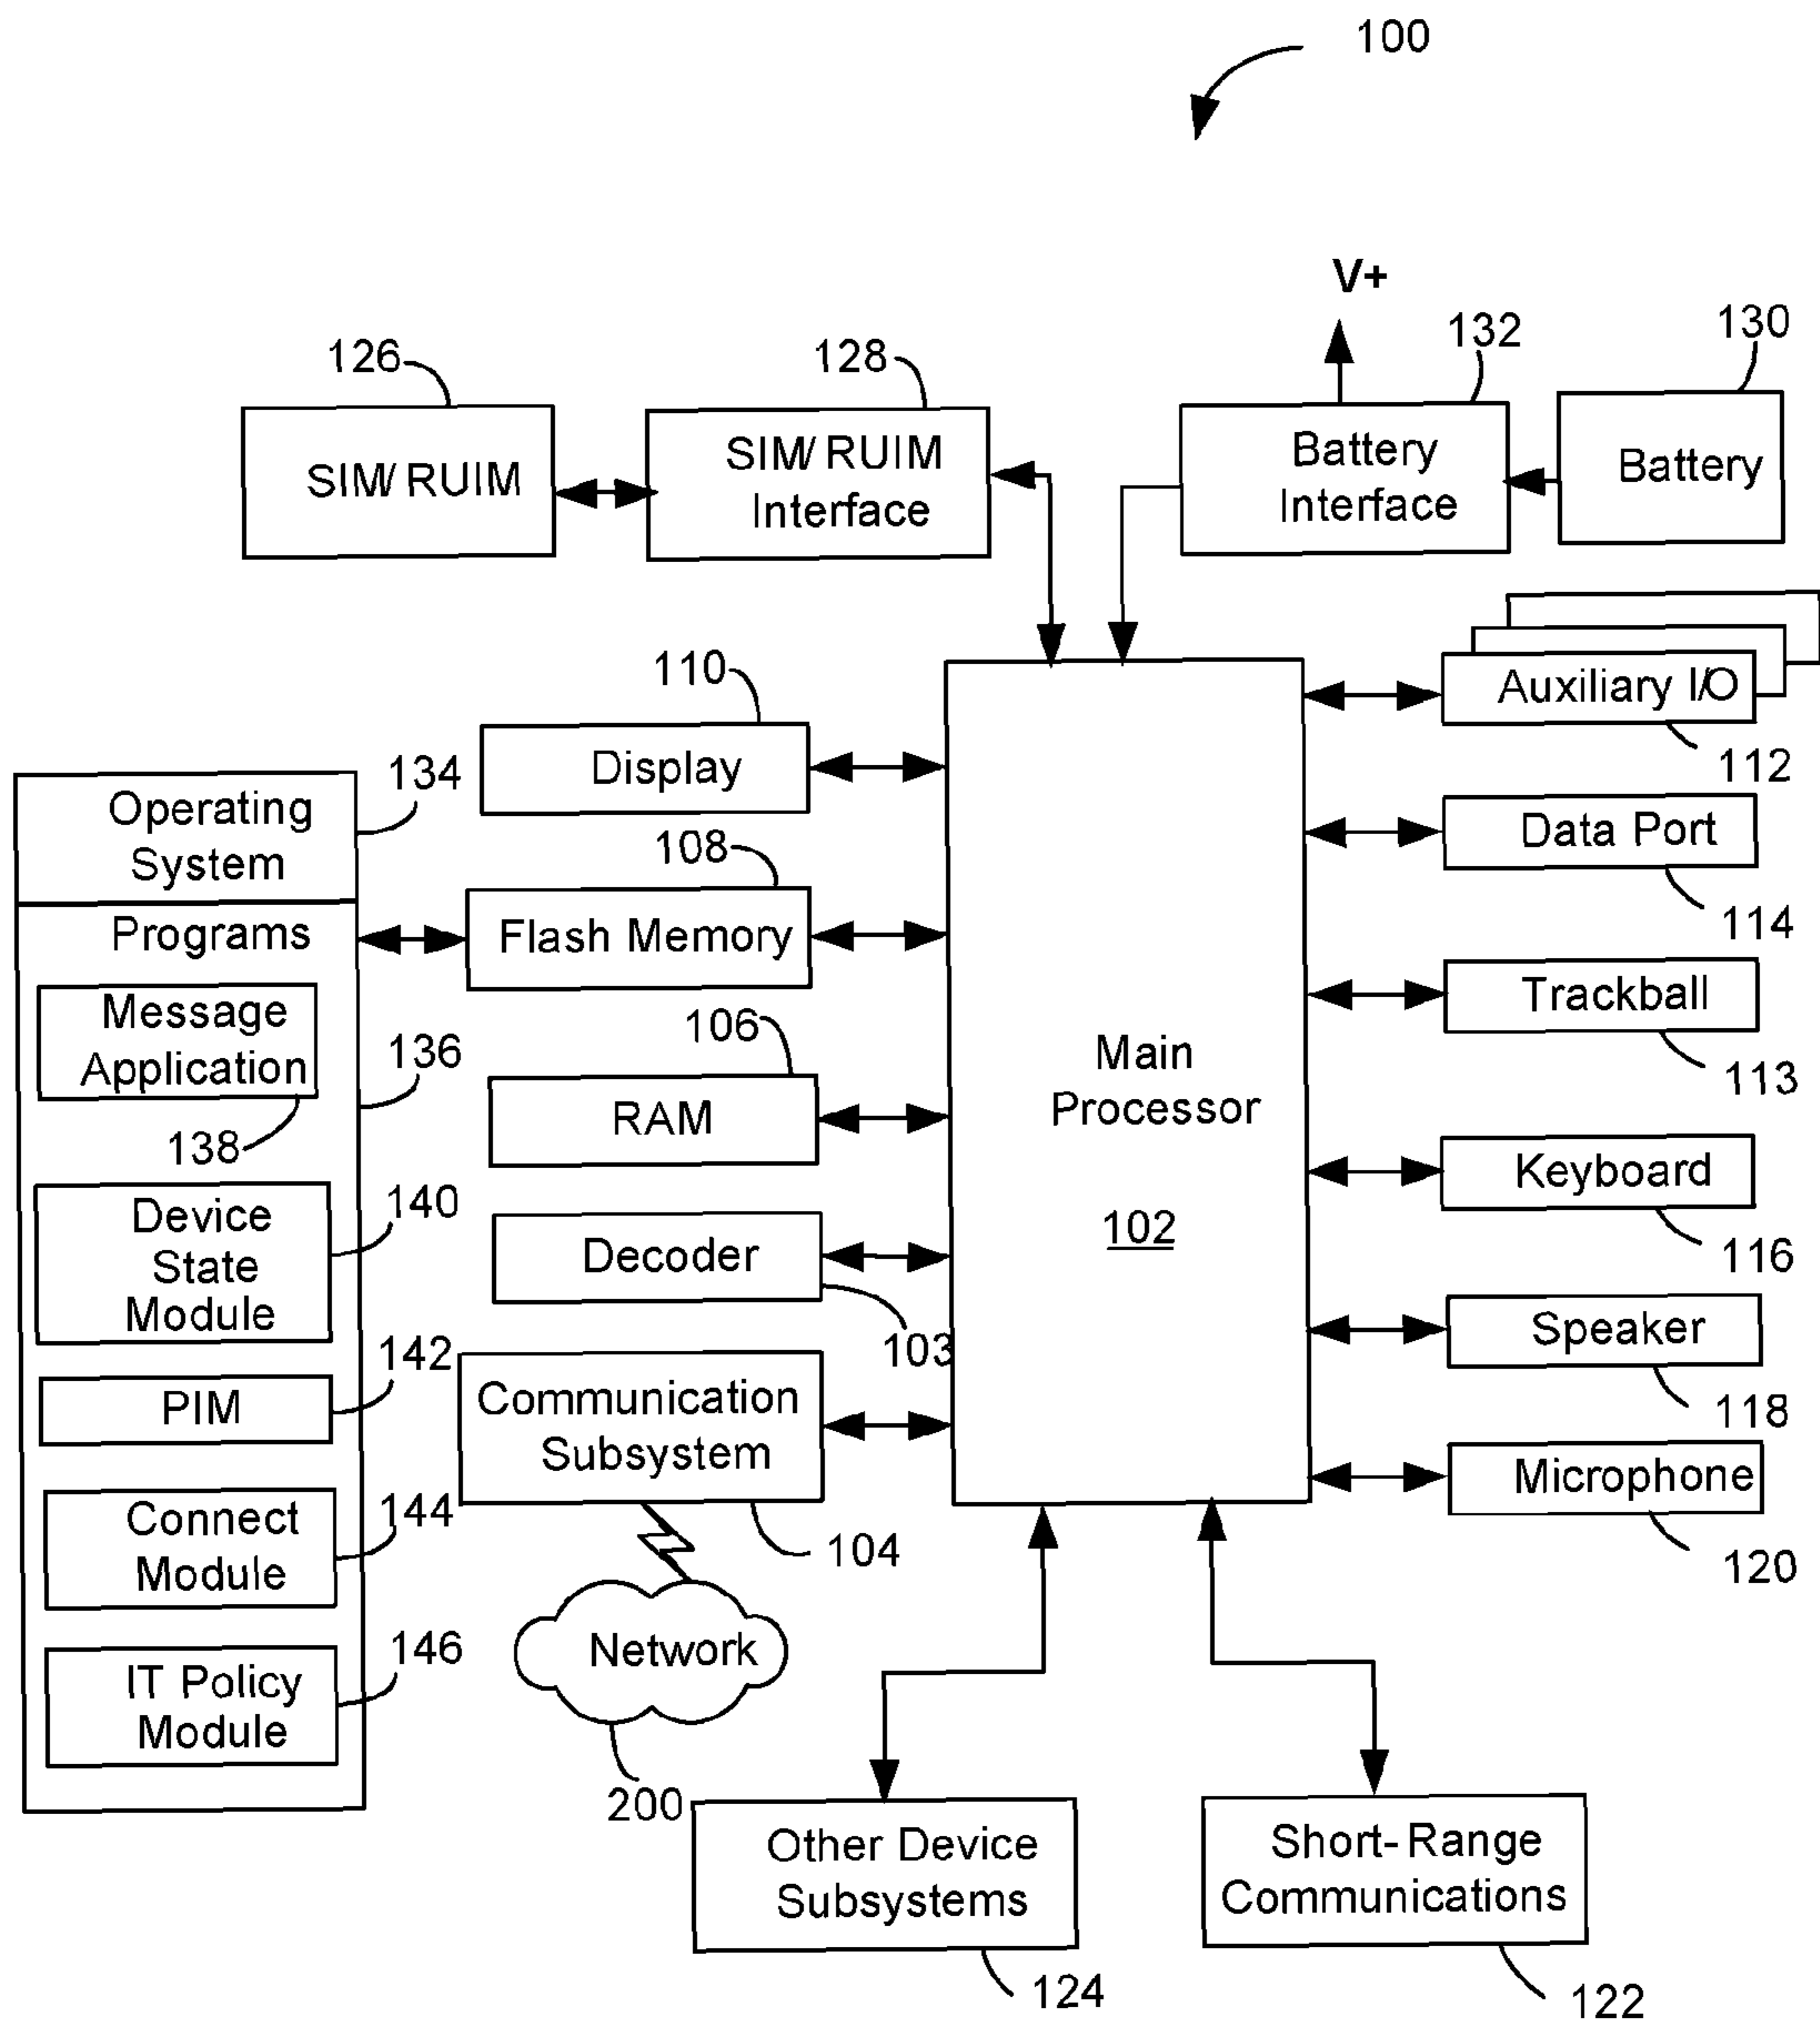 100
V+
126
128
132
130
SIM/RUIM
SIM/RUIM
Interface
Battery
Interface
Battery
110
Display
Auxiliary I/O
112
134
Operating
System
Data Port
114
108
Flash Memory
Programs
Trackball
113
Message
Application
138
136
106
RAM
Main
Processor
102
Keyboard
116
140
Device
State
Module
Decoder
103
Speaker
118
142
PIM
Communication
Subsystem
104
Microphone
120
144
Connect
Module
Network
200
146
IT Policy
Module
Other Device
Subsystems
124
Short-Range
Communications
122